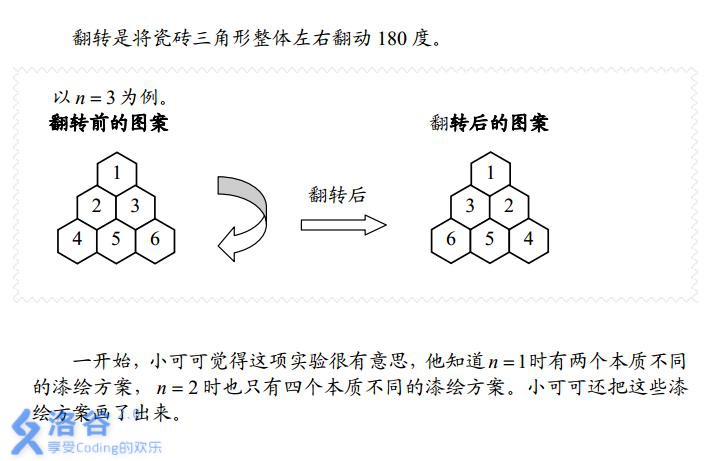 翻转是将瓷砖三角形整体左右翻动 180 度。
以 n = 3 为例。
翻转前的图案 翻转后的图案
1 1
2 3 翻转后 3 2
4 5 6 6 5 4
一开始，小可可觉得这项实验很有意思，他知道 n = 1 时有两个本质不同
的漆绘方案， n = 2 时也只有四个本质不同的漆绘方案。小可可还把这些漆
绘方案画了出来。
洛谷
享受Coding的欢乐